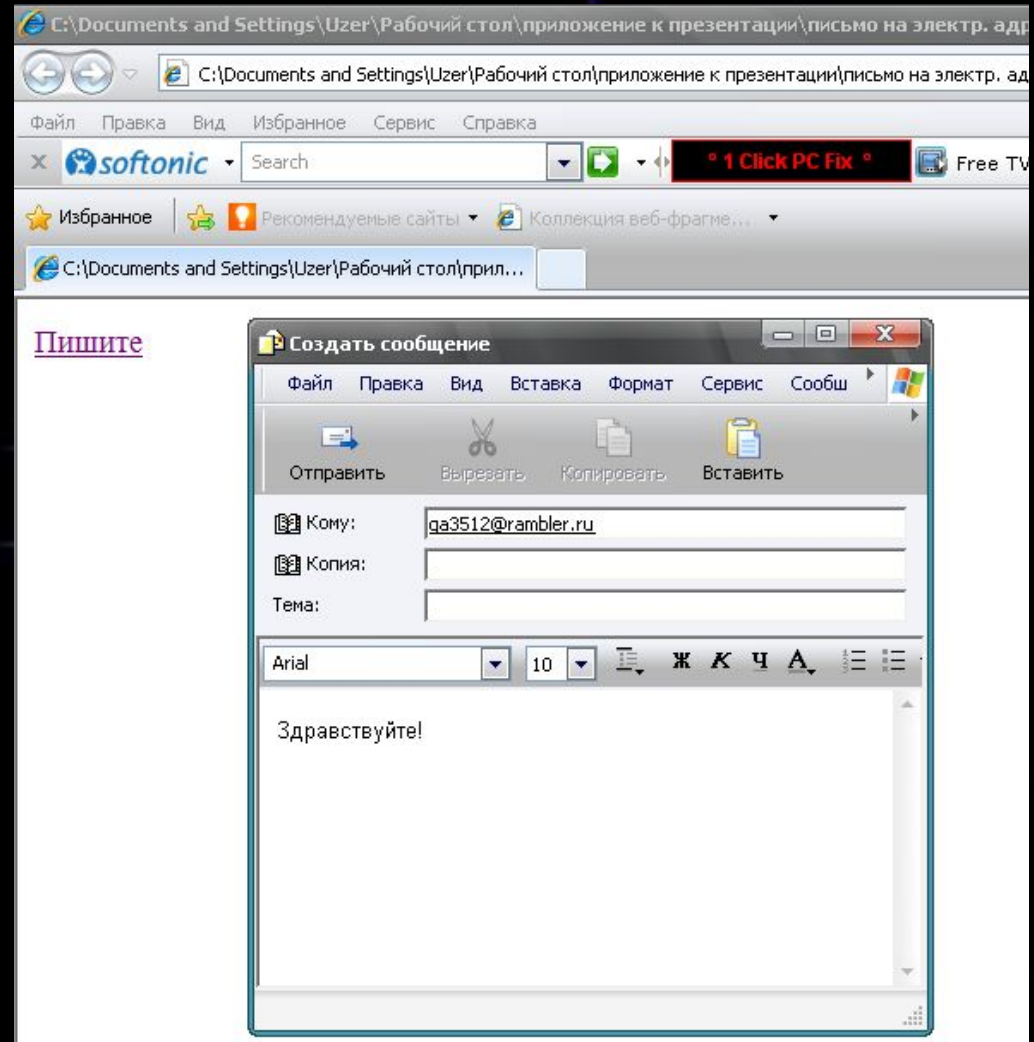 C:\Documents and Settings\Uzer\Рабочий стол\приложение к презентации\письмо на электр. адр
C:\Documents and Settings\Uzer\Рабочий стол\приложение к презентации\письмо на электр. ад
Файл Правка Вид Избранное Сервис Справка
x softonic Search ° 1 Click PC Fix ° Free TV
Избранное Рекомендуемые сайты Коллекция веб-фрагме...
C:\Documents and Settings\Uzer\Рабочий стол\прил...
Пишите
Создать сообщение
Файл Правка Вид Вставка Формат Сервис Сообщ
Отправить Вырезать Копировать Вставить
Кому: ga3512@rambler.ru
Копия:
Тема:
Arial 10 Ж К Ч А
Здравствуйте!